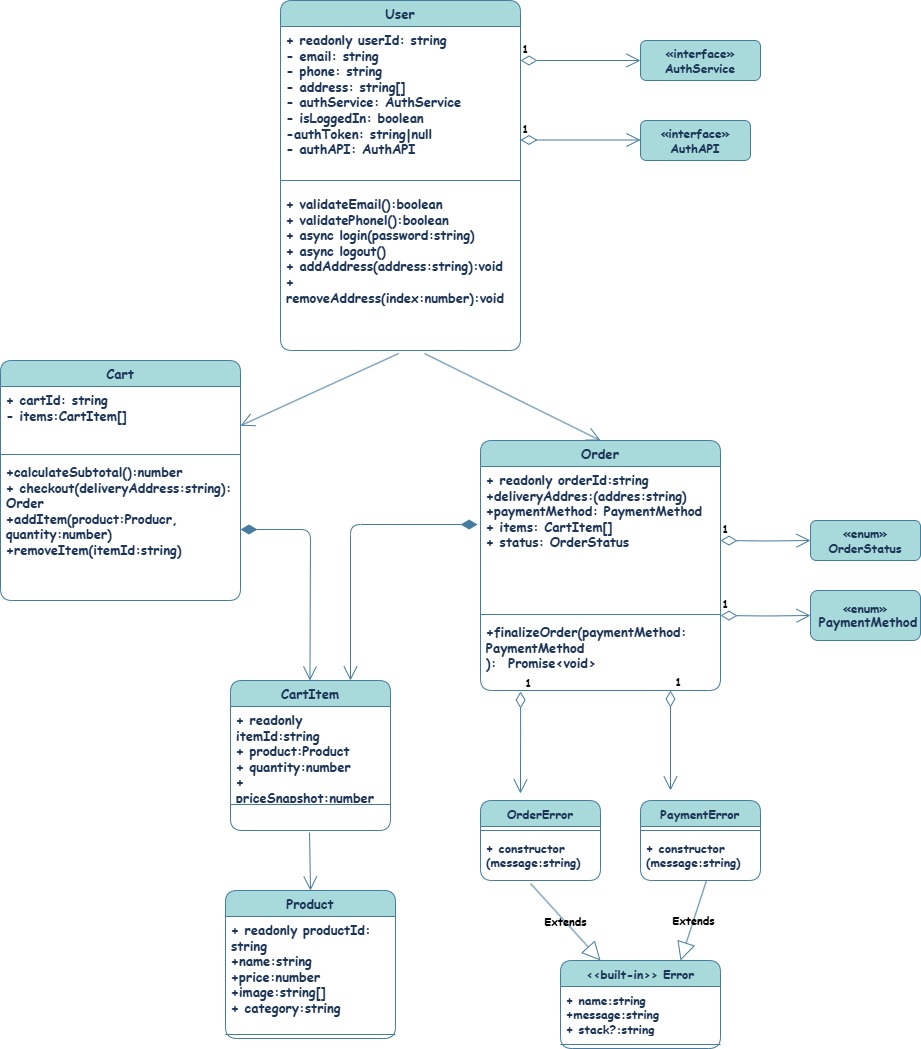 User
+ readonly userId: string
- email: string
- phone: string
- address: string[]
- authService: AuthService
- isLoggedIn: boolean
-authToken: string|null
- authAPI: AuthAPI
+ validateEmail():boolean
+ validatePhonel():boolean
+ async login(password:string)
+ async logout()
+ addAddress(address:string):void
+
removeAddress(index:number):void
1
«interface»
AuthService
1
«interface»
AuthAPI
Cart
+ cartId: string
- items:CartItem[]
+calculateSubtotal():number
+ checkout(deliveryAddress:string):
Order
+addItem(product:Producr,
quantity:number)
+removeItem(itemId:string)
Order
+ readonly orderId:string
+deliveryAddres:(addres:string)
+paymentMethod: PaymentMethod
+ items: CartItem[]
+ status: OrderStatus
+finalizeOrder(paymentMethod:
PaymentMethod
): Promise<void>
1
«enum»
OrderStatus
1
«enum»
PaymentMethod
1
1
CartItem
+ readonly
itemId:string
+ product:Product
+ quantity:number
+
priceSnapshot:number
OrderError
+ constructor
(message:string)
PaymentError
+ constructor
(message:string)
Extends
Extends
Product
+ readonly productId:
string
+name:string
+price:number
+image:string[]
+ category:string
<<built-in>> Error
+ name:string
+message:string
+ stack?:string